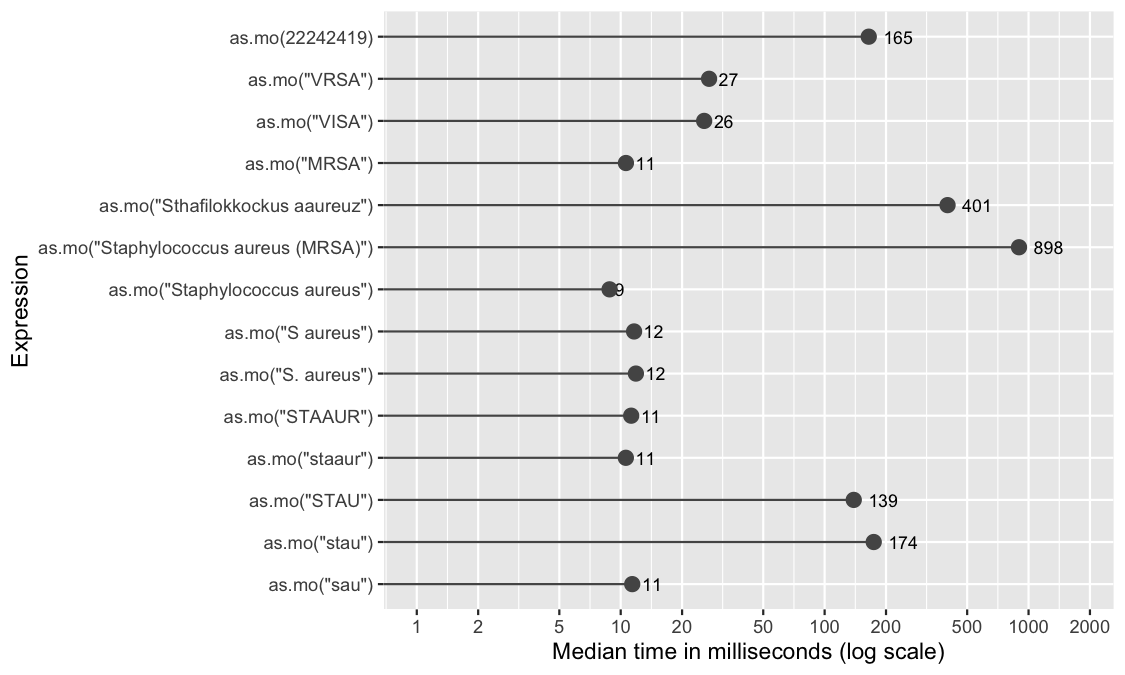 as.mo(22242419) 165
as.mo("VRSA") 27
as.mo("VISA") 26
as.mo("MRSA") 11
as.mo("Sthafilokkockus aaureuz") 401
as.mo("Staphylococcus aureus (MRSA)") 898
as.mo("Staphylococcus aureus") 9
as.mo("S aureus") 12
as.mo("S. aureus") 12
as.mo("STAAUR") 11
as.mo("staaur") 11
as.mo("STAU") 139
as.mo("stau") 174
as.mo("sau") 11
Expression
1 2 5 10 20 50 100 200 500 1000 2000
Median time in milliseconds (log scale)